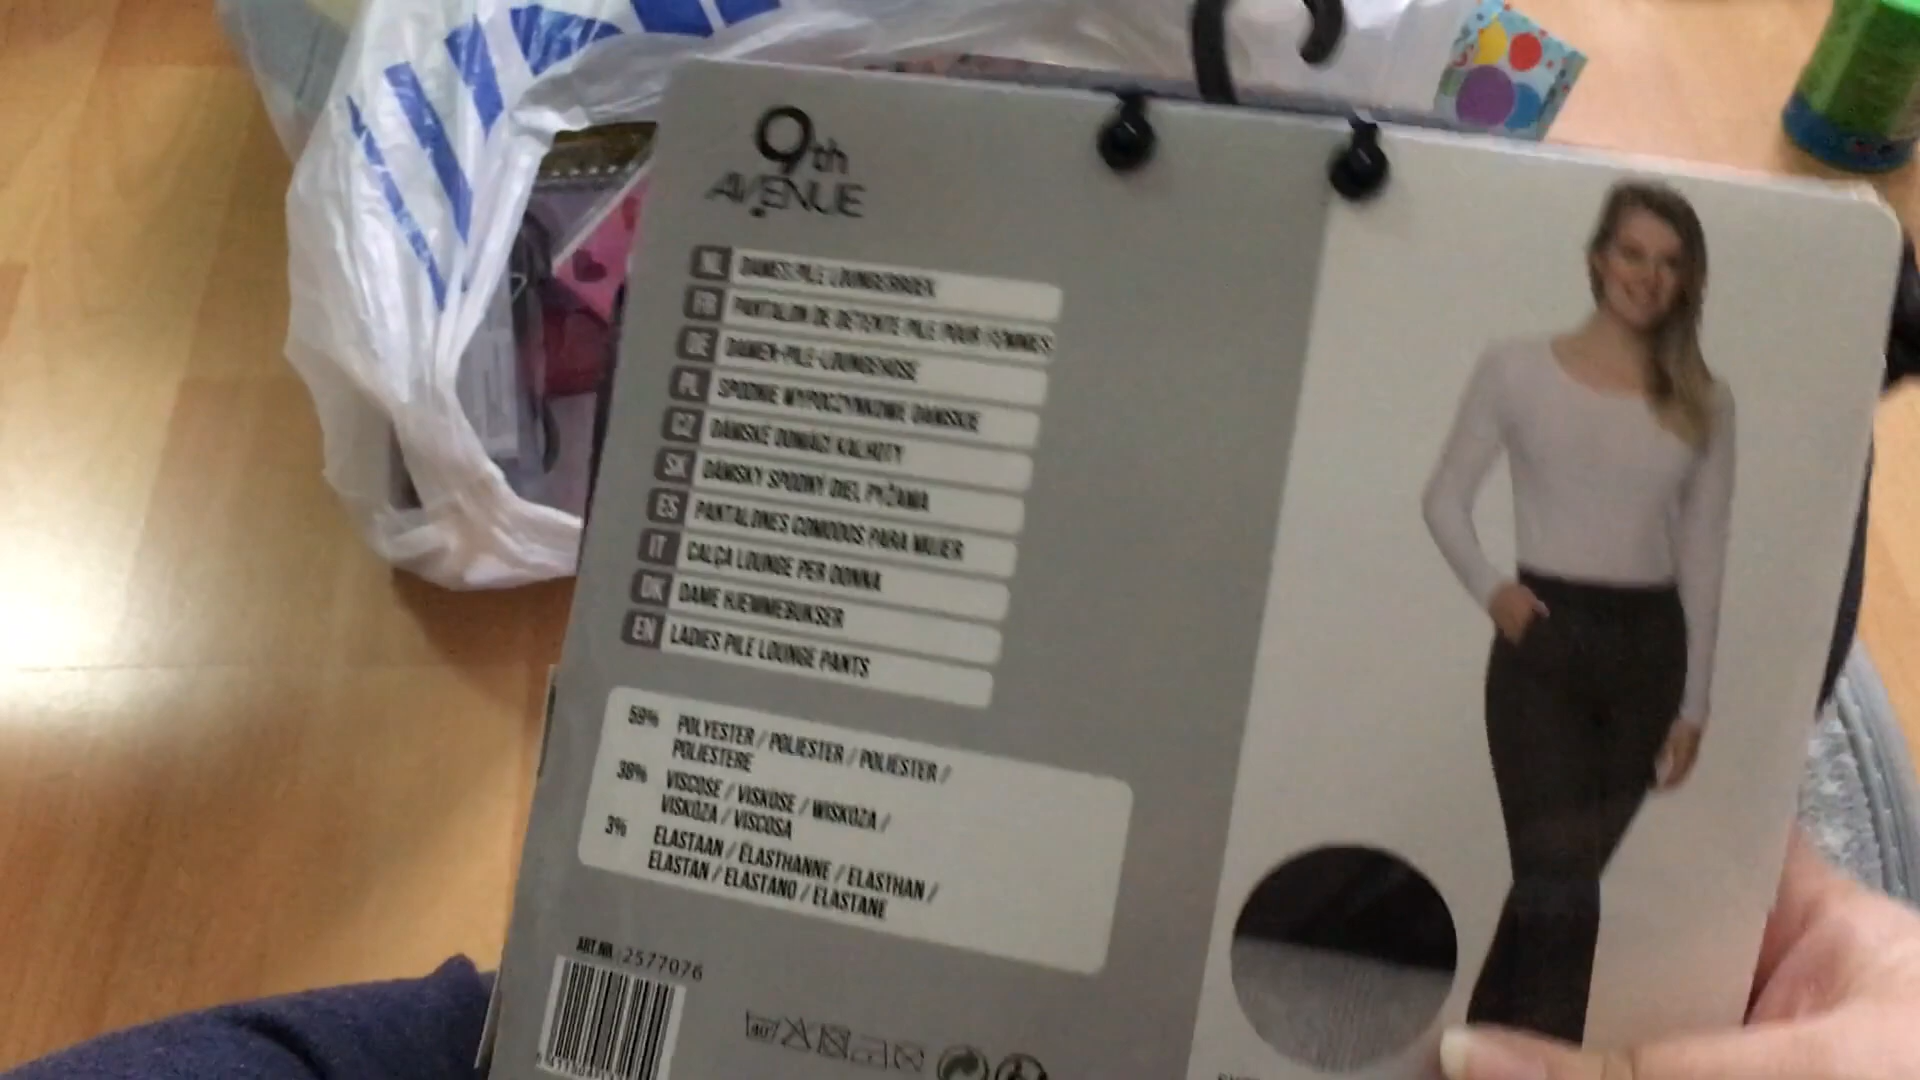 9th
AVENUE
NL DAMES PILE LOUNGEBROEK
FR PANTALON DE DÉTENTE PILE POUR FEMMES
DE DAMEN-PILE-LOUNGEHOSE
PL SPODNIE WYPOCZYNKOWE DAMSKIE
CZ DÁMSKÉ DOMÁCÍ KALHOTY
SK DÁMSKY SPODNÝ DIEL PYŽAMA
ES PANTALONES COMODOS PARA MUJER
IT CALÇA LOUNGE PER DONNA
DK DAME HJEMMEBUKSER
EN LADIES PILE LOUNGE PANTS
59% POLYESTER / POLIESTER / POLIÉSTER /
POLIESTERE
38% VISCOSE / VISKOSE / WISKOZA /
VISKÓZA / VISCOSA
3% ELASTAAN / ÉLASTHANNE / ELASTHAN /
ELASTAN / ELASTANO / ELASTANE
ART.NR.: 2577076
40°